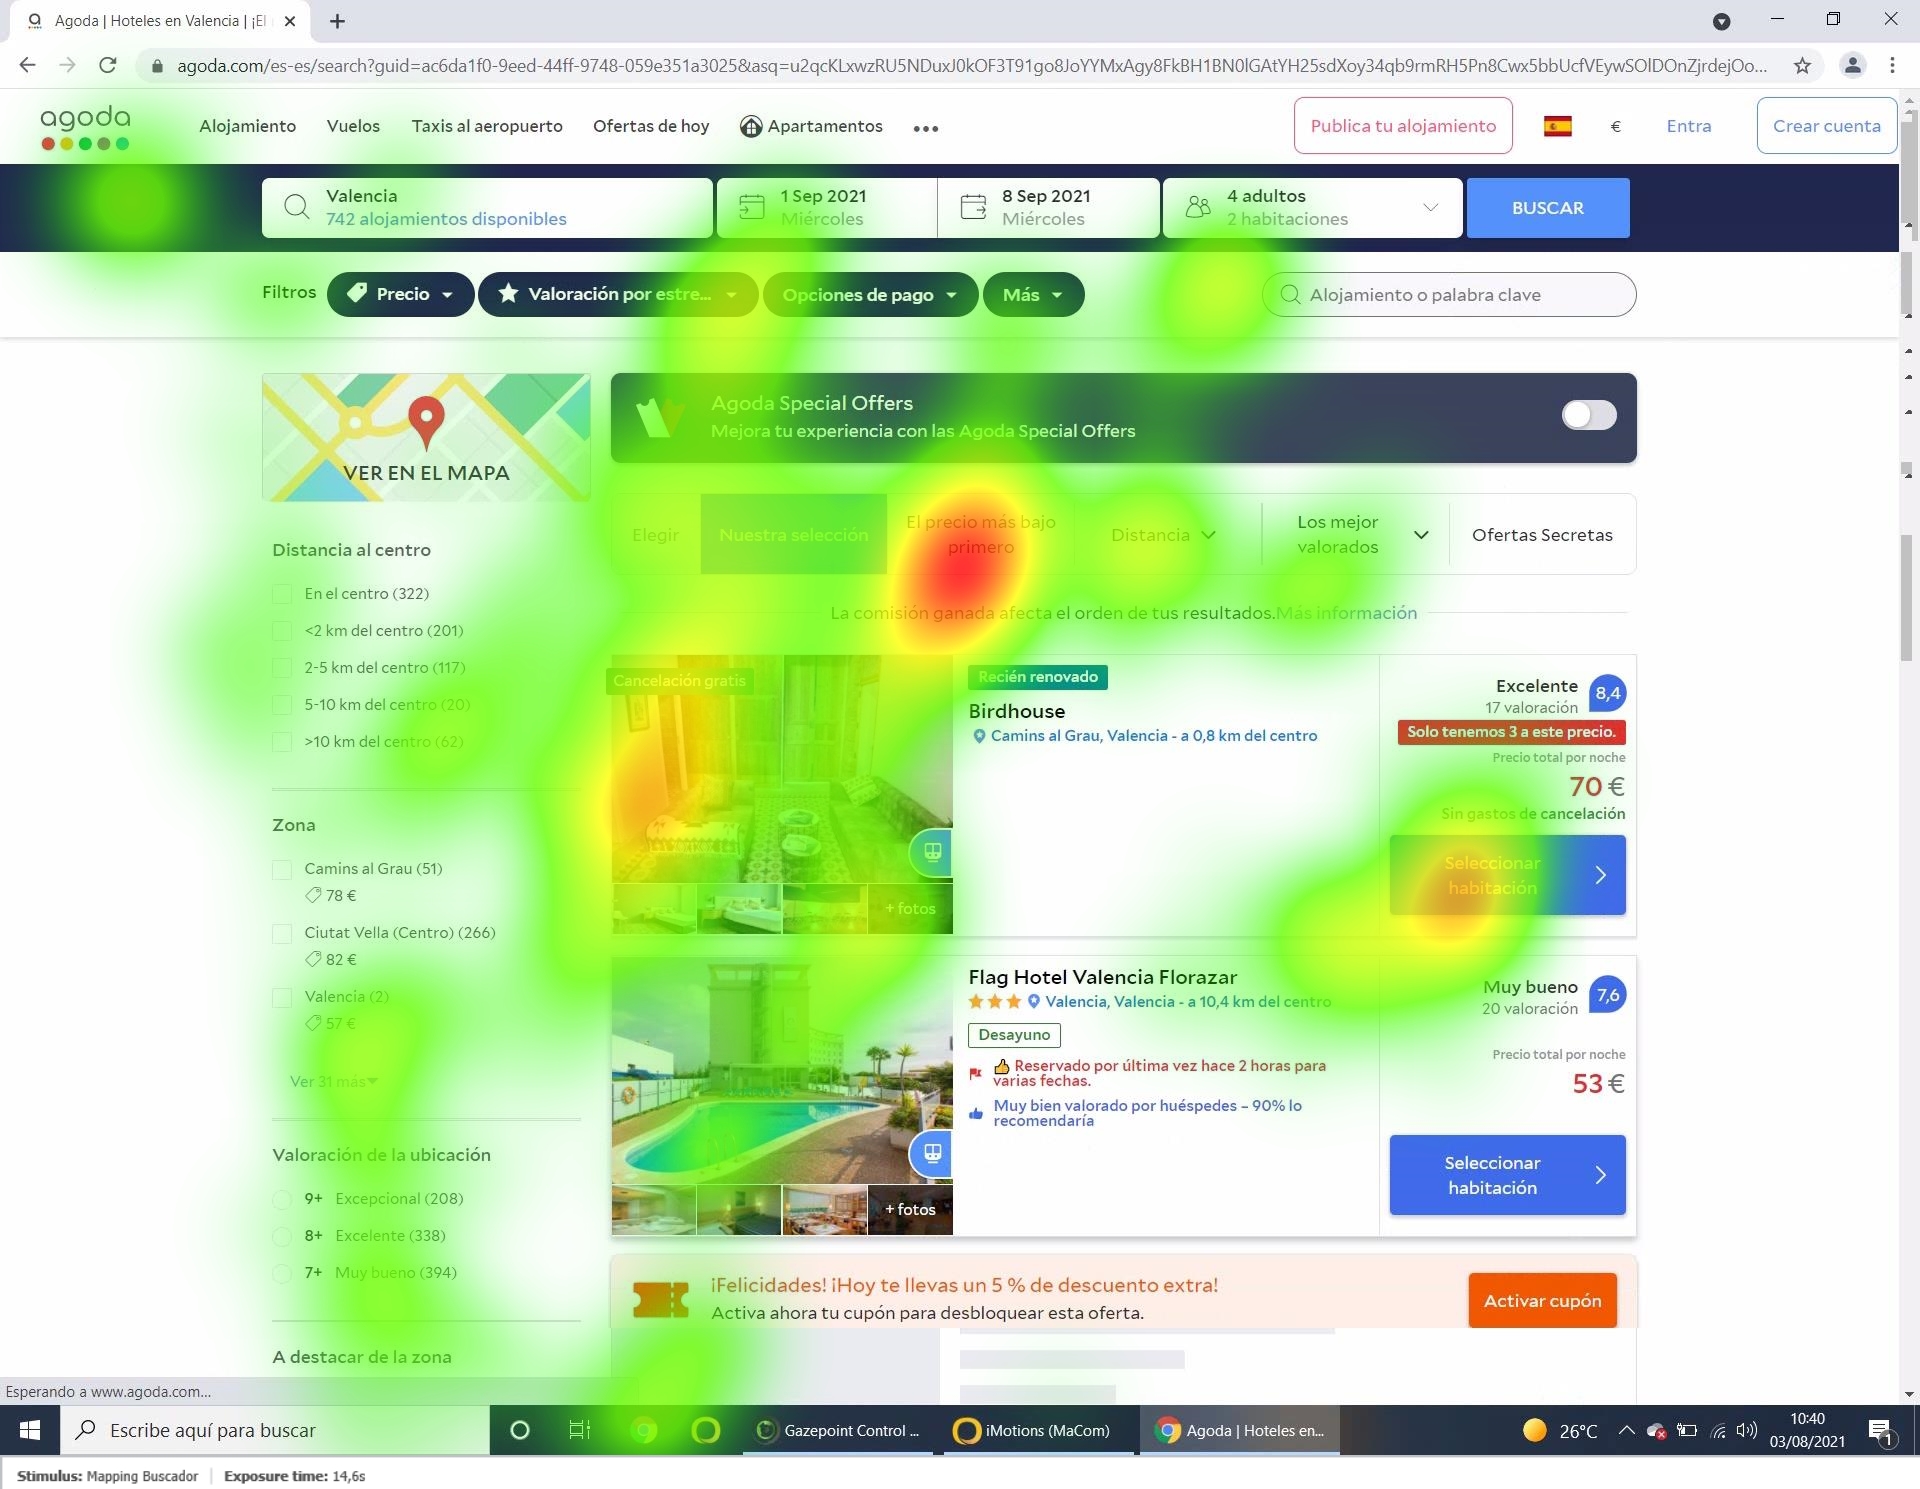 Agoda | Hoteles en Valencia | ¡El
agoda.com/es-es/search?guid=ac6da1f0-9eed-44ff-9748-059e351a3025&asq=u2qcKLxwzRU5NDuxJ0kOF3T91go8JoYYMxAgy8FkBH1BN0lGAtYH25sdXoy34qb9rmRH5Pn8Cwx5bbUcfVEywSOlDOnZjrdejOo...
agoda
Alojamiento Vuelos Taxis al aeropuerto Ofertas de hoy Apartamentos
Publica tu alojamiento € Entra Crear cuenta
Valencia
742 alojamientos disponibles
1 Sep 2021
Miércoles
8 Sep 2021
Miércoles
4 adultos
2 habitaciones
BUSCAR
Filtros Precio Valoración por estre... Opciones de pago Más
Alojamiento o palabra clave
VER EN EL MAPA
Agoda Special Offers
Mejora tu experiencia con las Agoda Special Offers
Elegir Nuestra selección
El precio más bajo
primero
Distancia
Los mejor
valorados
Ofertas Secretas
La comisión ganada afecta el orden de tus resultados. Más información
Distancia al centro
En el centro (322)
<2 km del centro (201)
2-5 km del centro (117)
5-10 km del centro (20)
>10 km del centro (62)
Zona
Camins al Grau (51)
78 €
Ciutat Vella (Centro) (266)
82 €
Valencia (2)
57 €
Ver 31 más
Valoración de la ubicación
9+ Excepcional (208)
8+ Excelente (338)
7+ Muy bueno (394)
A destacar de la zona
Cancelación gratis
+ fotos
Recién renovado
Birdhouse
Camins al Grau, Valencia - a 0,8 km del centro
Excelente 8,4
17 valoración
Solo tenemos 3 a este precio.
Precio total por noche
70 €
Sin gastos de cancelación
Seleccionar
habitación
+ fotos
Flag Hotel Valencia Florazar
Valencia, Valencia - a 10,4 km del centro
Desayuno
Reservado por última vez hace 2 horas para
varias fechas.
Muy bien valorado por huéspedes – 90% lo
recomendaría
Muy bueno 7,6
20 valoración
Precio total por noche
53 €
Seleccionar
habitación
¡Felicidades! ¡Hoy te llevas un 5 % de descuento extra!
Activa ahora tu cupón para desbloquear esta oferta.
Activar cupón
Esperando a www.agoda.com...
Escribe aquí para buscar
Gazepoint Control ... iMotions (MaCom) Agoda | Hoteles en...
26°C
10:40
03/08/2021
1
Stimulus: Mapping Buscador | Exposure time: 14,6s